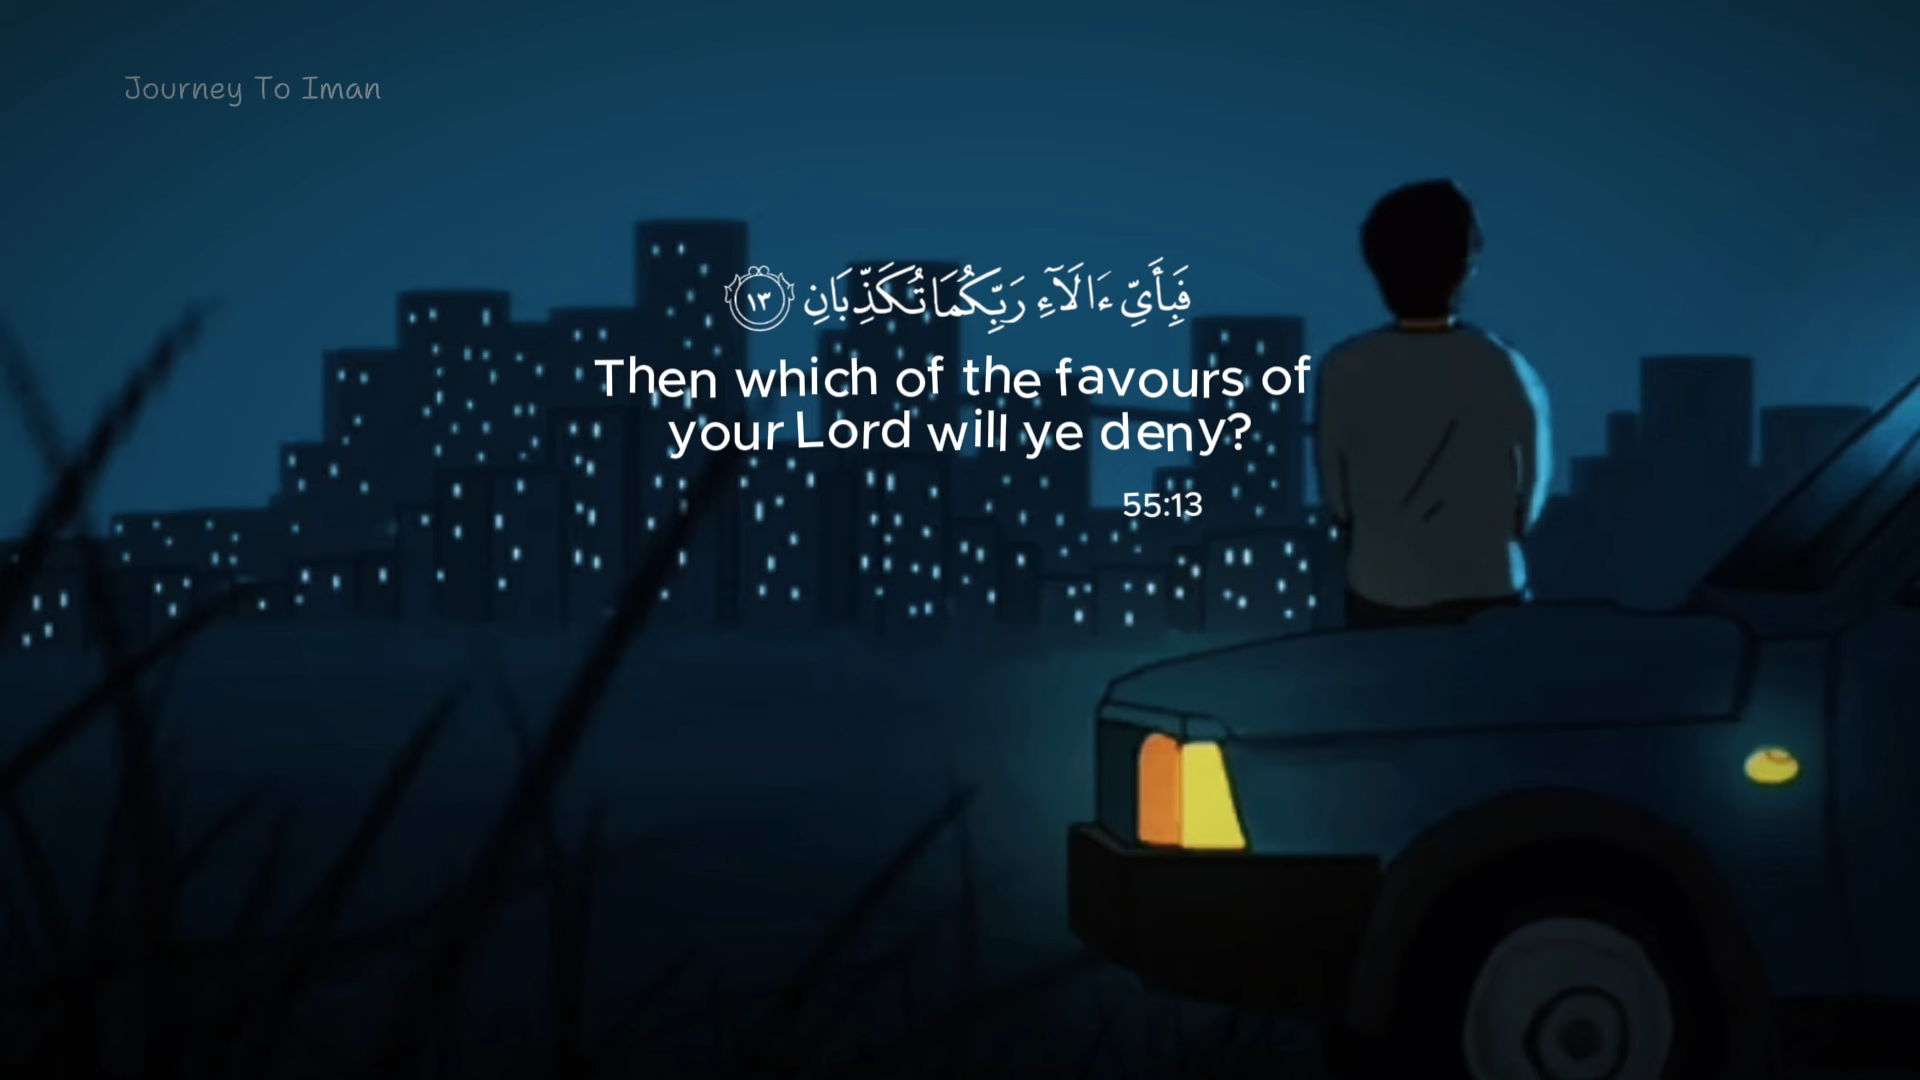 Journey To Iman
فَبِأَيِّ ءَالَآءِ رَبِّكُمَا تُكَذِّبَانِ ١٣
Then which of the favours of
your Lord will ye deny?
55:13